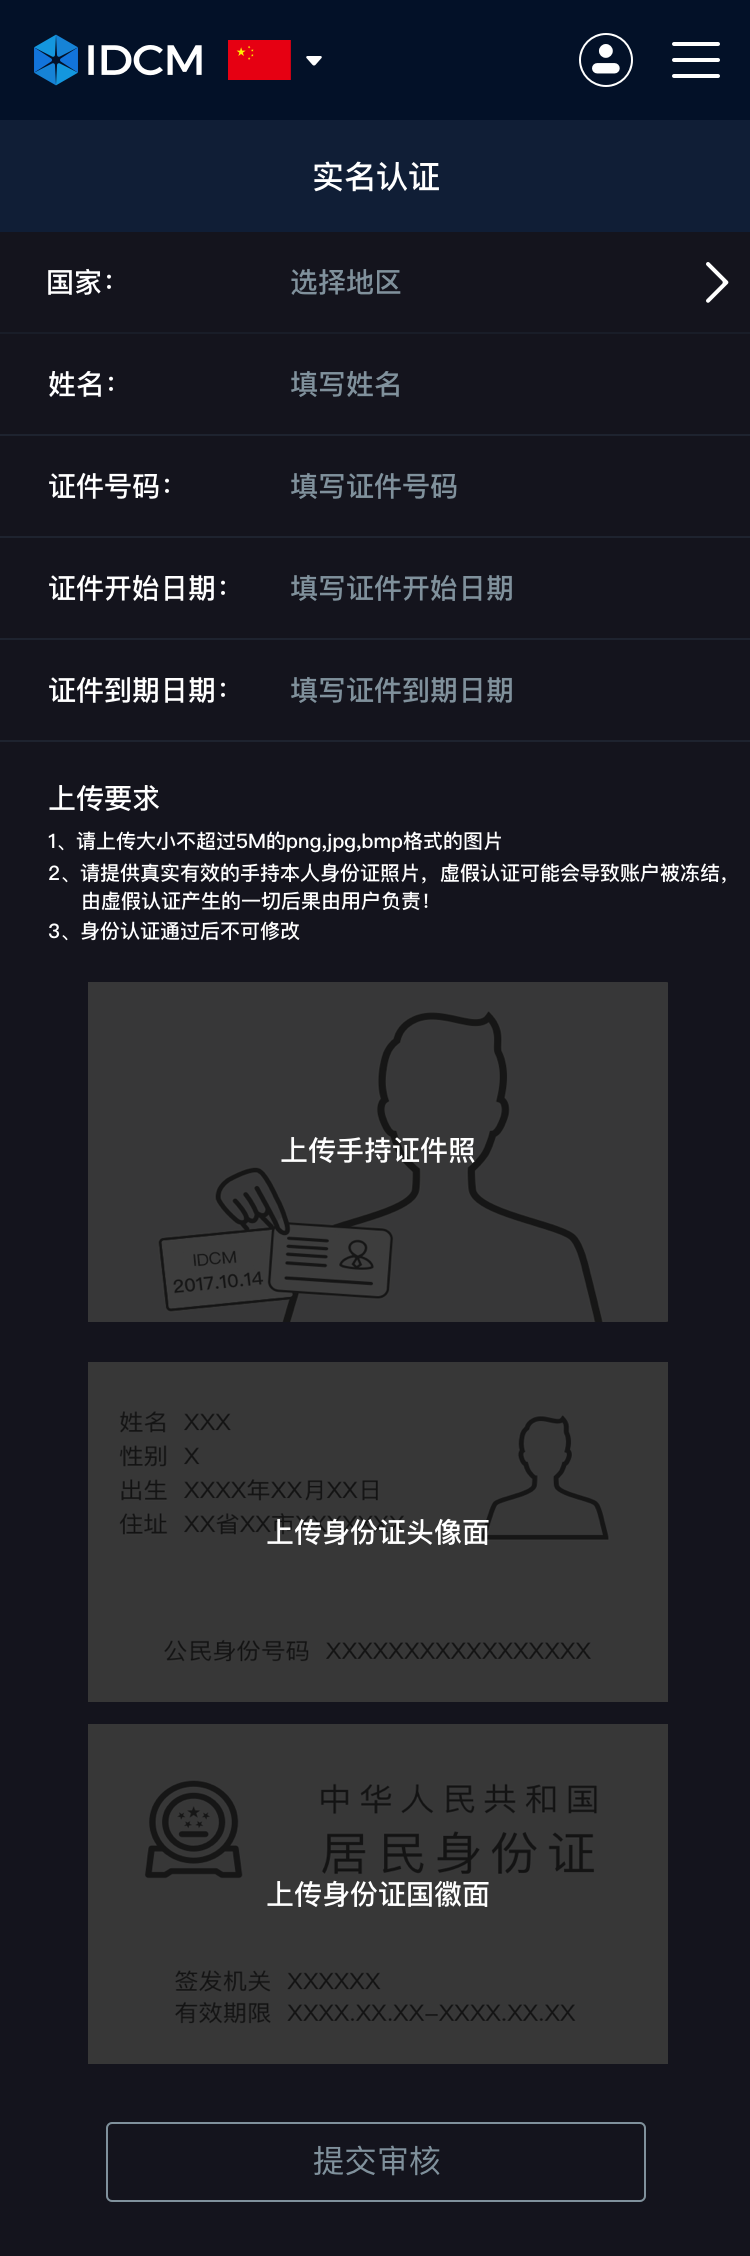 IDCM
实名认证
国家： 选择地区
姓名： 填写姓名
证件号码： 填写证件号码
证件开始日期： 填写证件开始日期
证件到期日期： 填写证件到期日期
上传要求
1、请上传大小不超过5M的png,jpg,bmp格式的图片
2、请提供真实有效的手持本人身份证照片，虚假认证可能会导致账户被冻结，
由虚假认证产生的一切后果由用户负责！
3、身份认证通过后不可修改
上传手持证件照
IDCM
2017.10.14
姓名 XXX
性别 X
出生 XXXX年XX月XX日
住址 XX省XX市XXXXXXX
上传身份证头像面
公民身份号码 XXXXXXXXXXXXXXXXX
中华人民共和国
居民身份证
上传身份证国徽面
签发机关 XXXXXX
有效期限 XXXX.XX.XX-XXXX.XX.XX
提交审核